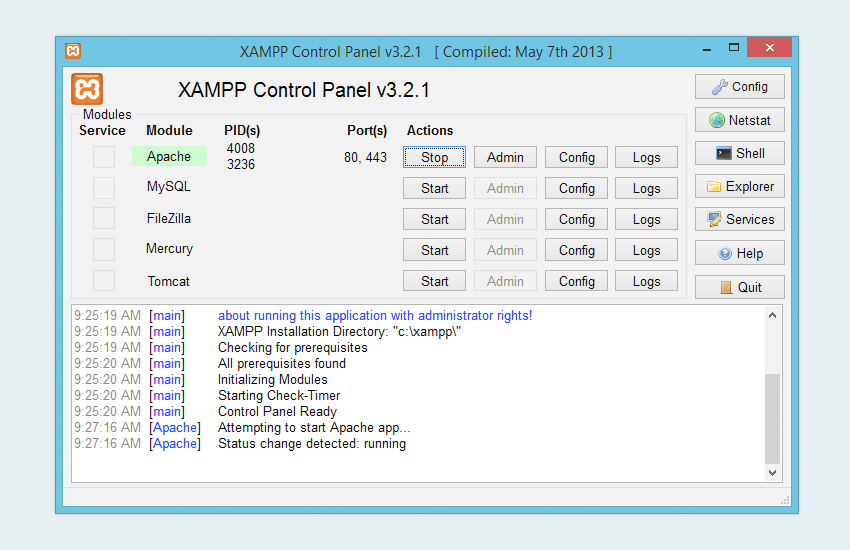 XAMPP Control Panel v3.2.1 [ Compiled: May 7th 2013 ]
XAMPP Control Panel v3.2.1
Config
Modules
Service Module PID(s) Port(s) Actions
Netstat
Apache 4008 3236 80, 443 Stop Admin Config Logs
Shell
MySQL Start Admin Config Logs
Explorer
FileZilla Start Admin Config Logs
Services
Mercury Start Admin Config Logs
Help
Tomcat Start Admin Config Logs
Quit
9:25:19 AM [main] about running this application with administrator rights!
9:25:19 AM [main] XAMPP Installation Directory: "c:\xampp\"
9:25:19 AM [main] Checking for prerequisites
9:25:20 AM [main] All prerequisites found
9:25:20 AM [main] Initializing Modules
9:25:20 AM [main] Starting Check-Timer
9:25:20 AM [main] Control Panel Ready
9:27:16 AM [Apache] Attempting to start Apache app...
9:27:16 AM [Apache] Status change detected: running